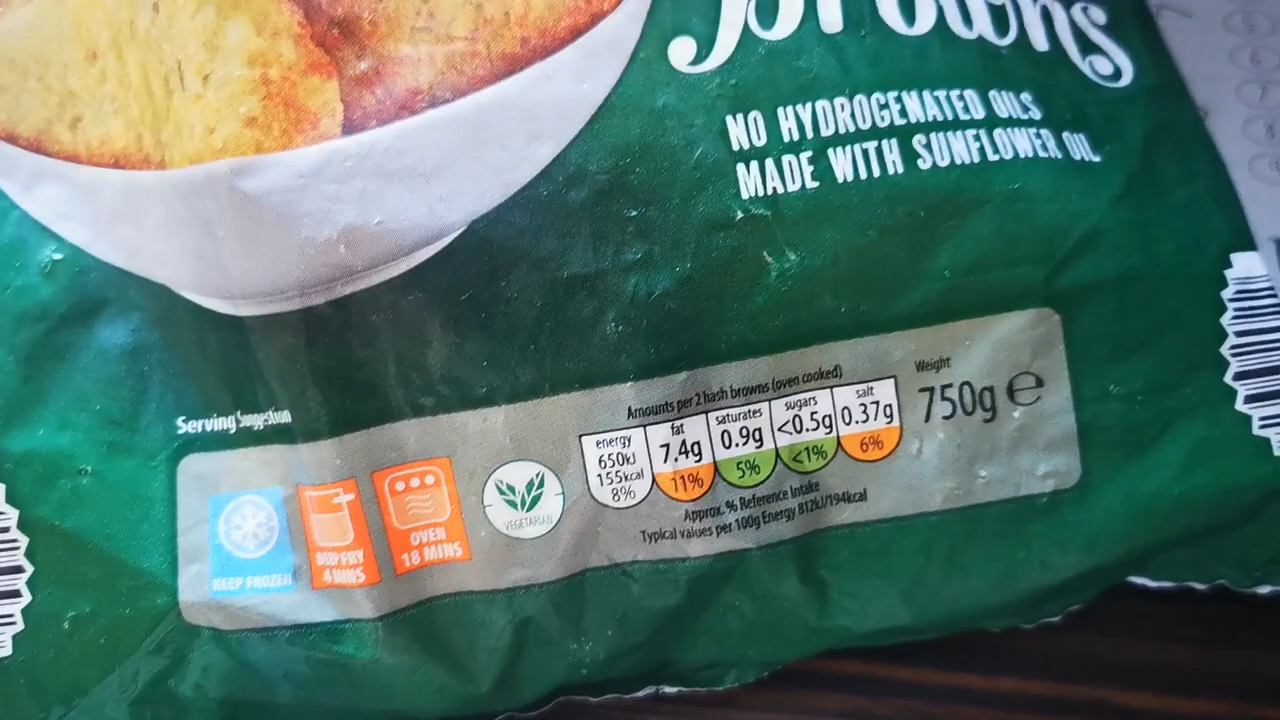 Browns
NO HYDROGENATED OILS
MADE WITH SUNFLOWER OIL
Serving Suggestion
KEEP FROZEN
DEEP FRY
4 MINS
OVEN
18 MINS
VEGETARIAN
Amounts per 2 hash browns (oven cooked)
energy
650kJ
155kcal
8%
fat
7.4g
11%
saturates
0.9g
5%
sugars
<0.5g
<1%
salt
0.37g
6%
Approx. % Reference Intake
Typical values per 100g Energy 812kJ/194kcal
Weight
750g e